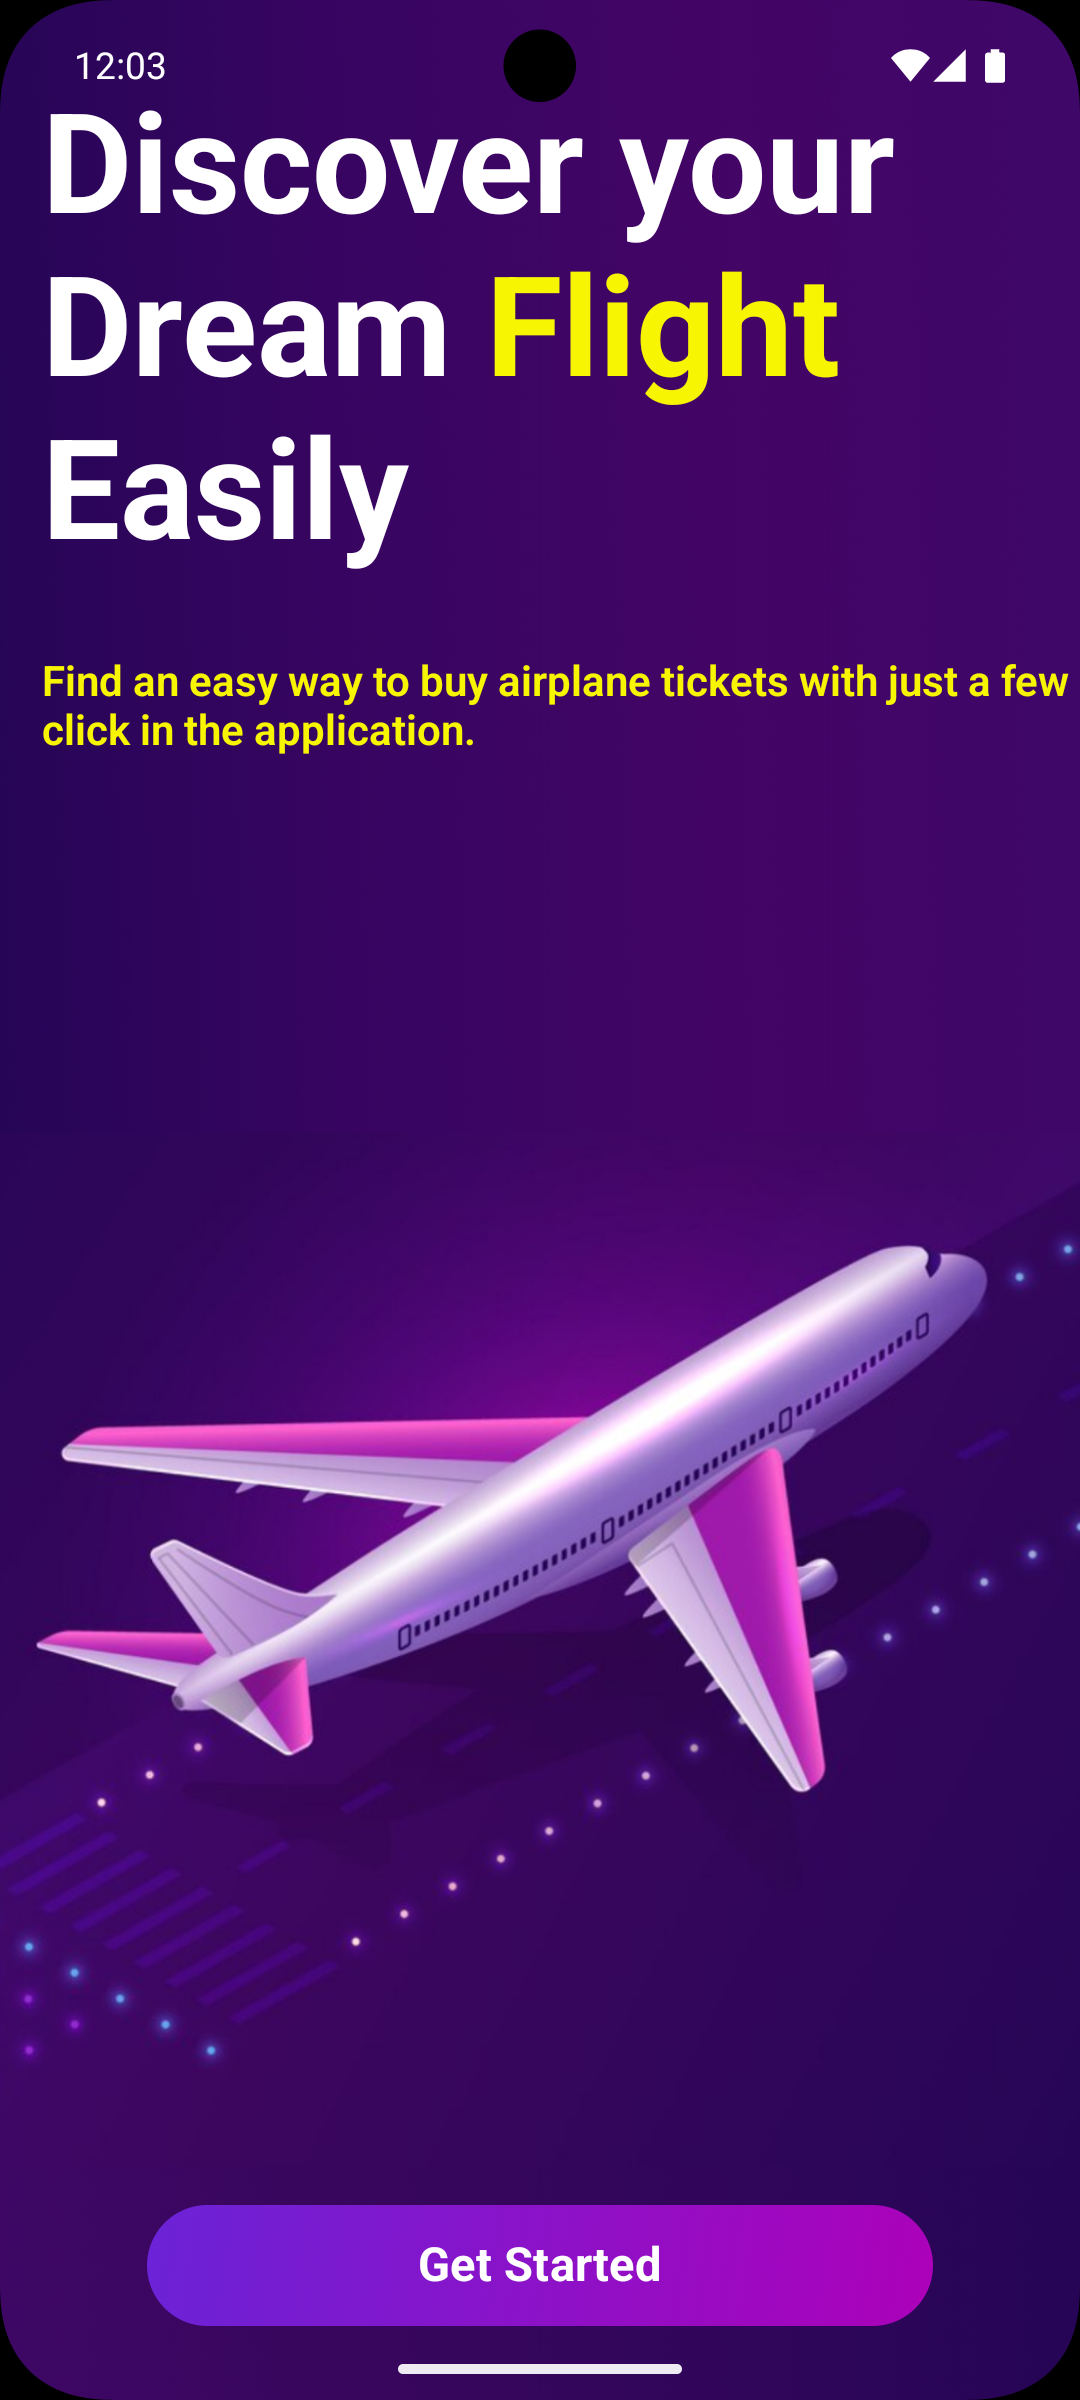 12:03
Discover your
Dream Flight
Easily
Find an easy way to buy airplane tickets with just a few
click in the application.
Get Started